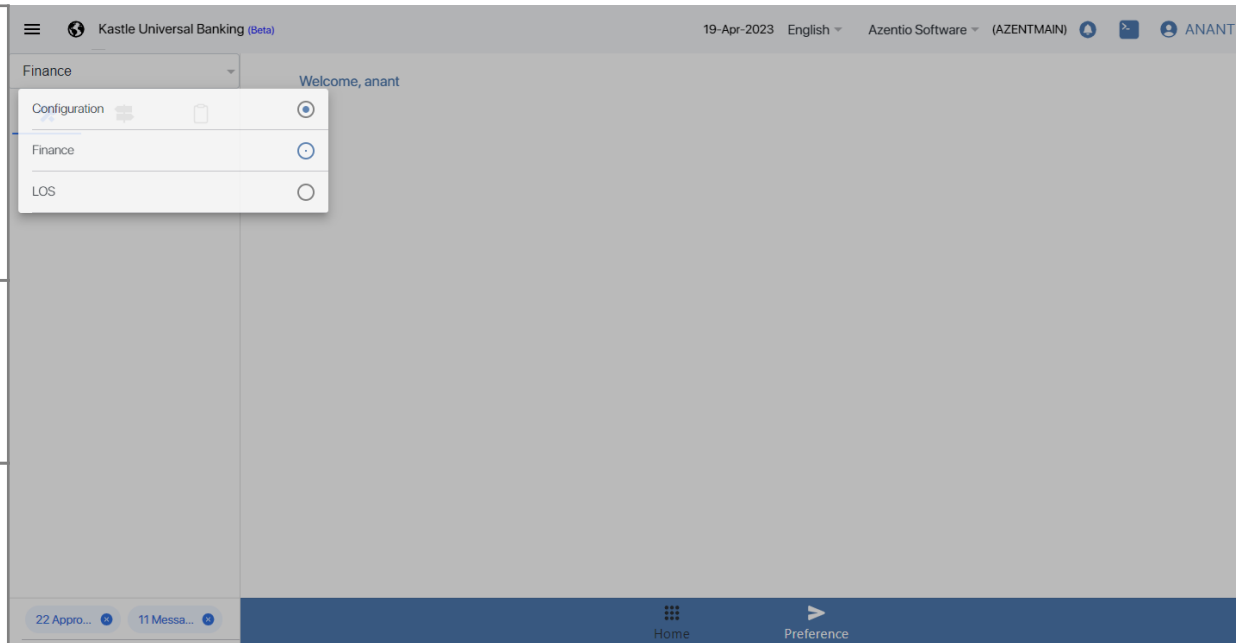 Kastle Universal Banking (Beta) 19-Apr-2023 English Azentio Software (AZENTMAIN) ANANT
Finance
Welcome, anant
Configuration
Finance
LOS
22 Appro... 11 Messa...
Home Preference